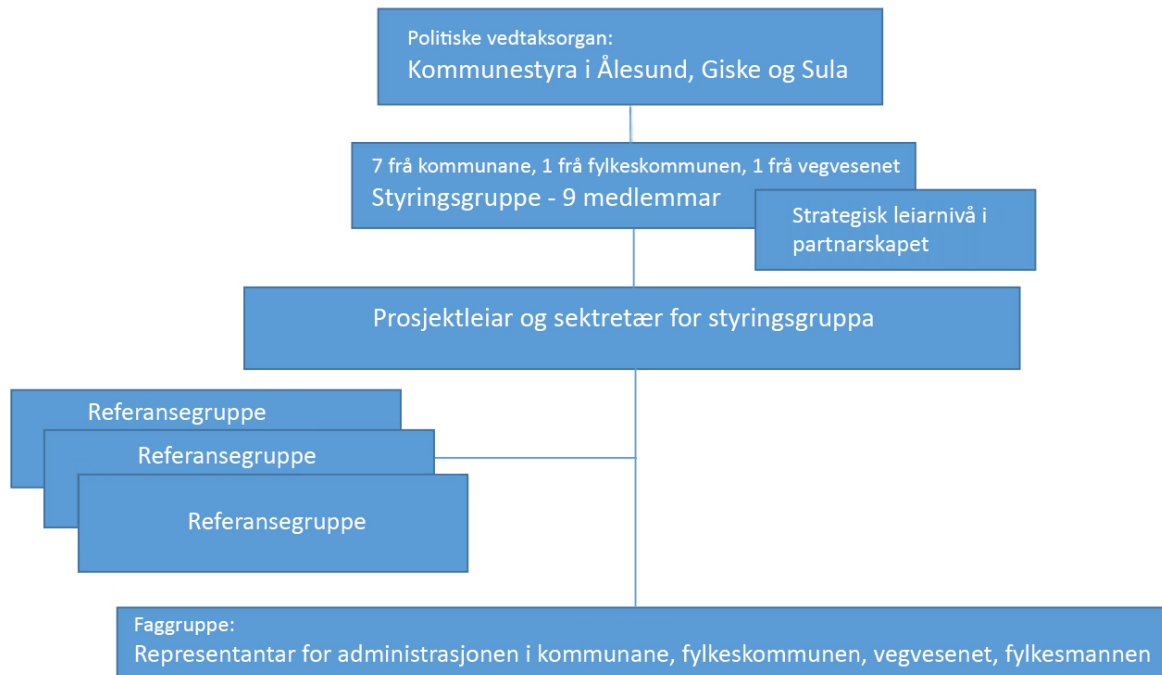 Politiske vedtaksorgan:
Kommunestyra i Ålesund, Giske og Sula
7 frå kommunane, 1 frå fylkeskommunen, 1 frå vegvesenet
Styringsgruppe - 9 medlemmar
Strategisk leiarnivå i
partnarskapet
Prosjektleiar og sektretær for styringsgruppa
Referansegruppe
Referansegruppe
Referansegruppe
Faggruppe:
Representantar for administrasjonen i kommunane, fylkeskommunen, vegvesenet, fylkesmannen